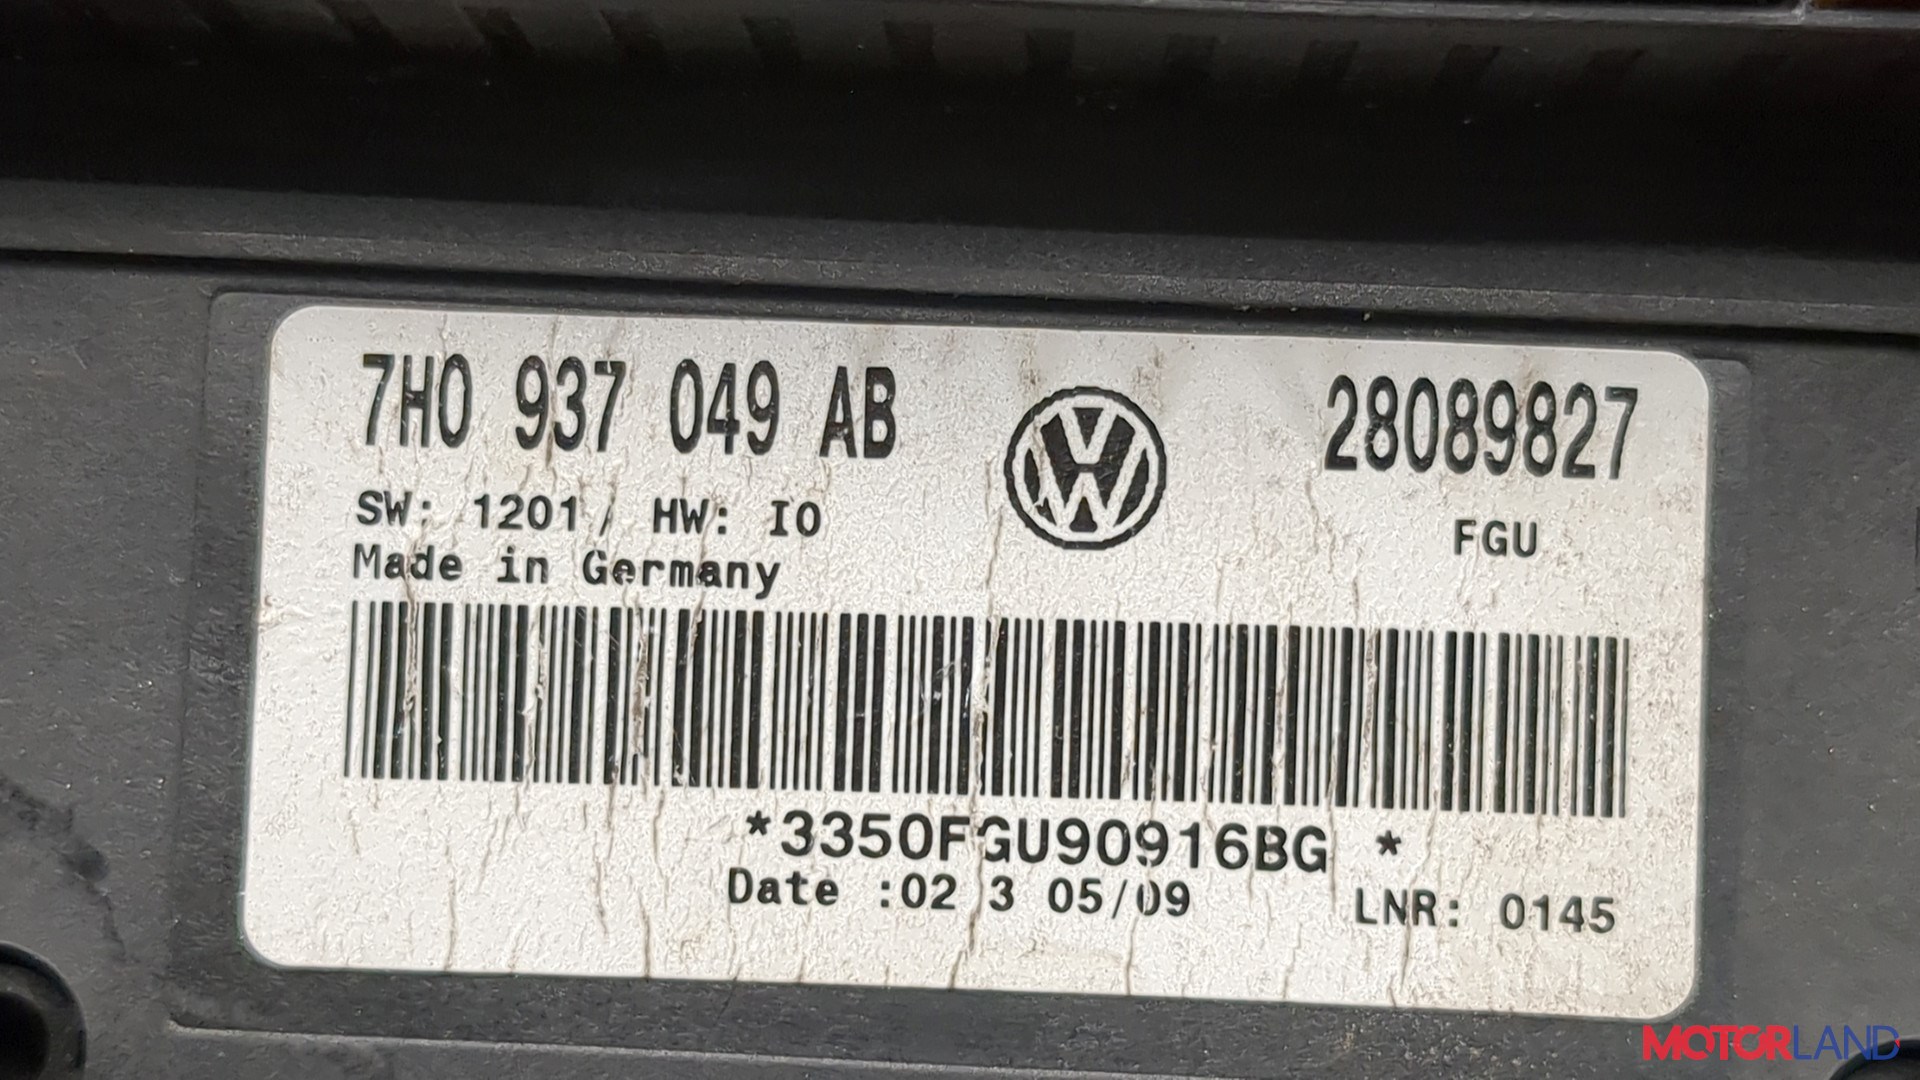 7H0 937 049 AB
28089827
SW: 1201 / HW: I0
FGU
Made in Germany
*3350FGU90916BG *
Date :02 3 05/09
LNR: 0145
MOTORLAND